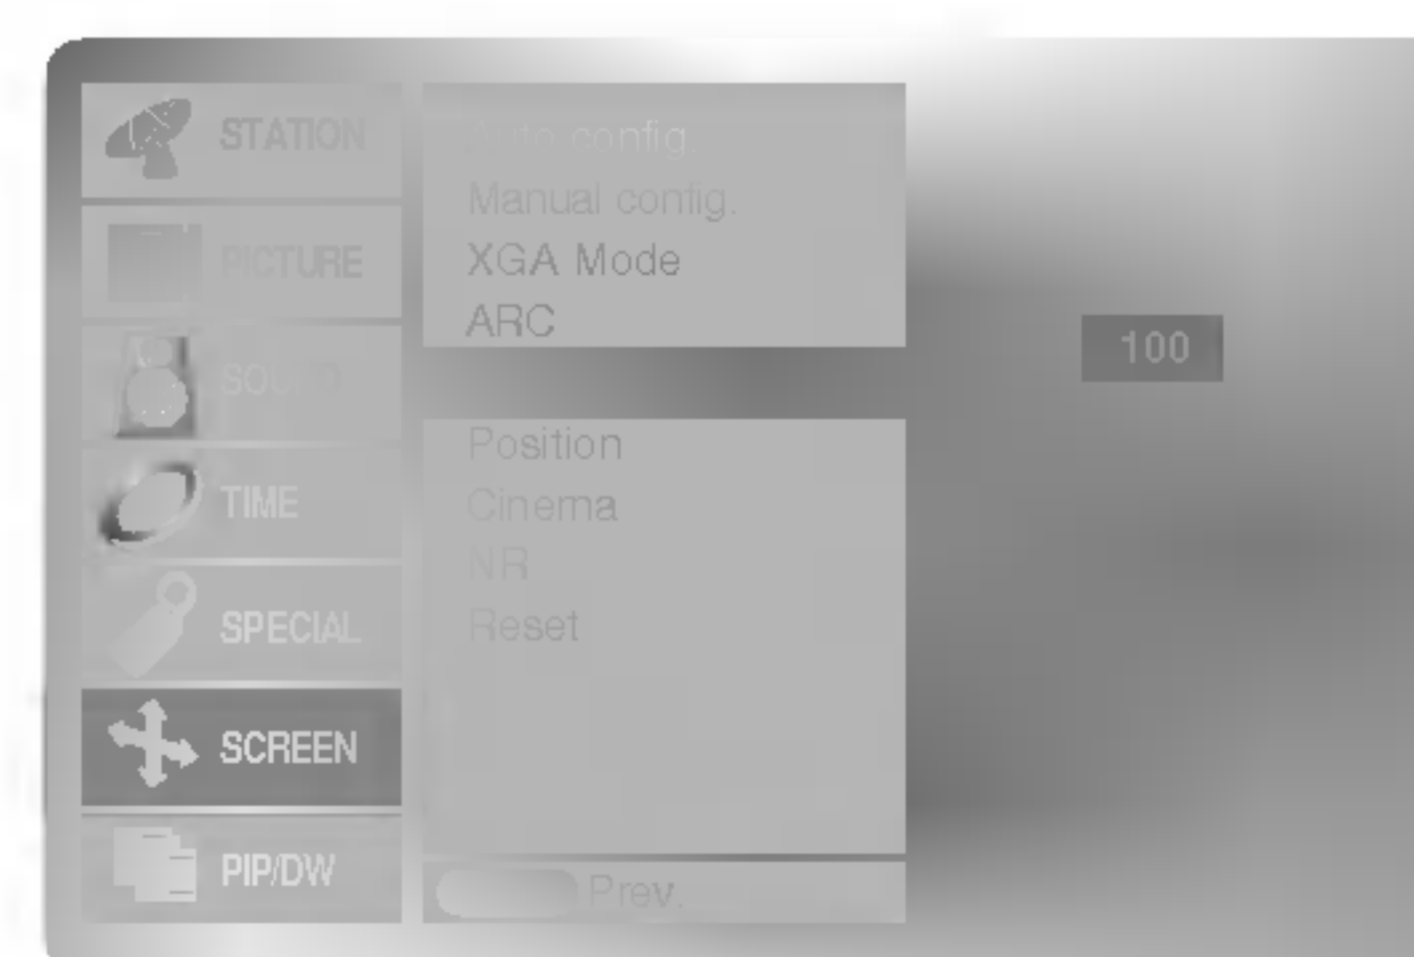 STATION
PICTURE
SOUND
TIME
SPECIAL
SCREEN
PIP/DW
Auto config.
Manual config.
XGA Mode
ARC
Position
Cinema
NR
Reset
Prev.
100